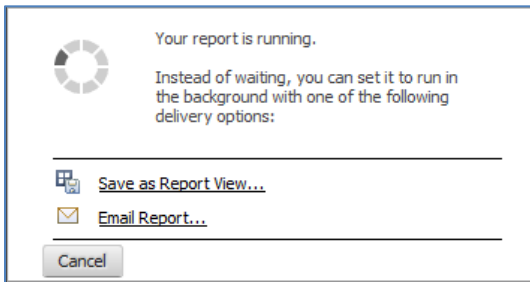 Your report is running.
Instead of waiting, you can set it to run in
the background with one of the following
delivery options:
Save as Report View...
Email Report...
Cancel